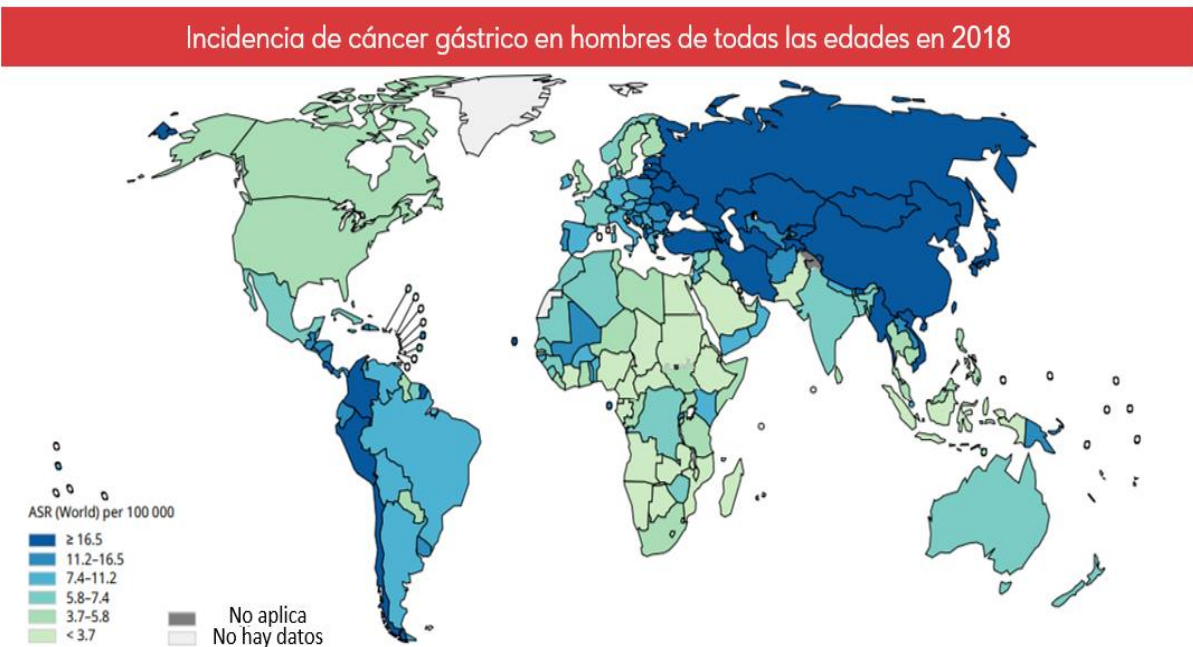 Incidencia de cáncer gástrico en hombres de todas las edades en 2018
ASR (World) per 100 000
≥ 16.5
11.2–16.5
7.4–11.2
5.8–7.4
3.7–5.8
< 3.7
No aplica
No hay datos